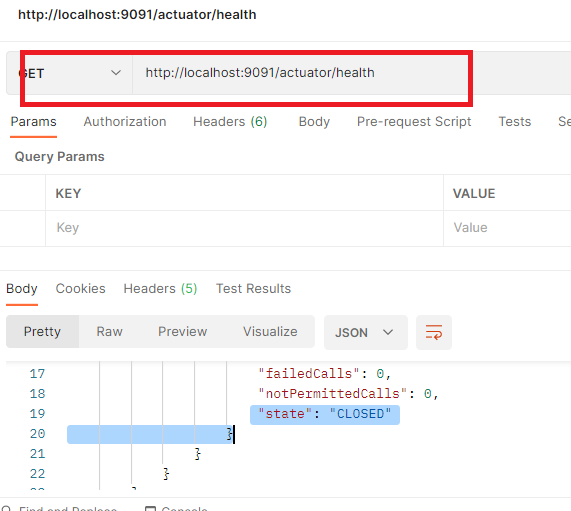 http://localhost:9091/actuator/health
GET http://localhost:9091/actuator/health
Params Authorization Headers (6) Body Pre-request Script Tests Se
Query Params
KEY VALUE
Key Value
Body Cookies Headers (5) Test Results
Pretty Raw Preview Visualize JSON
17 "failedCalls": 0,
18 "notPermittedCalls": 0,
19 "state": "CLOSED"
20 }
21 }
22 }
Find and Replace Console